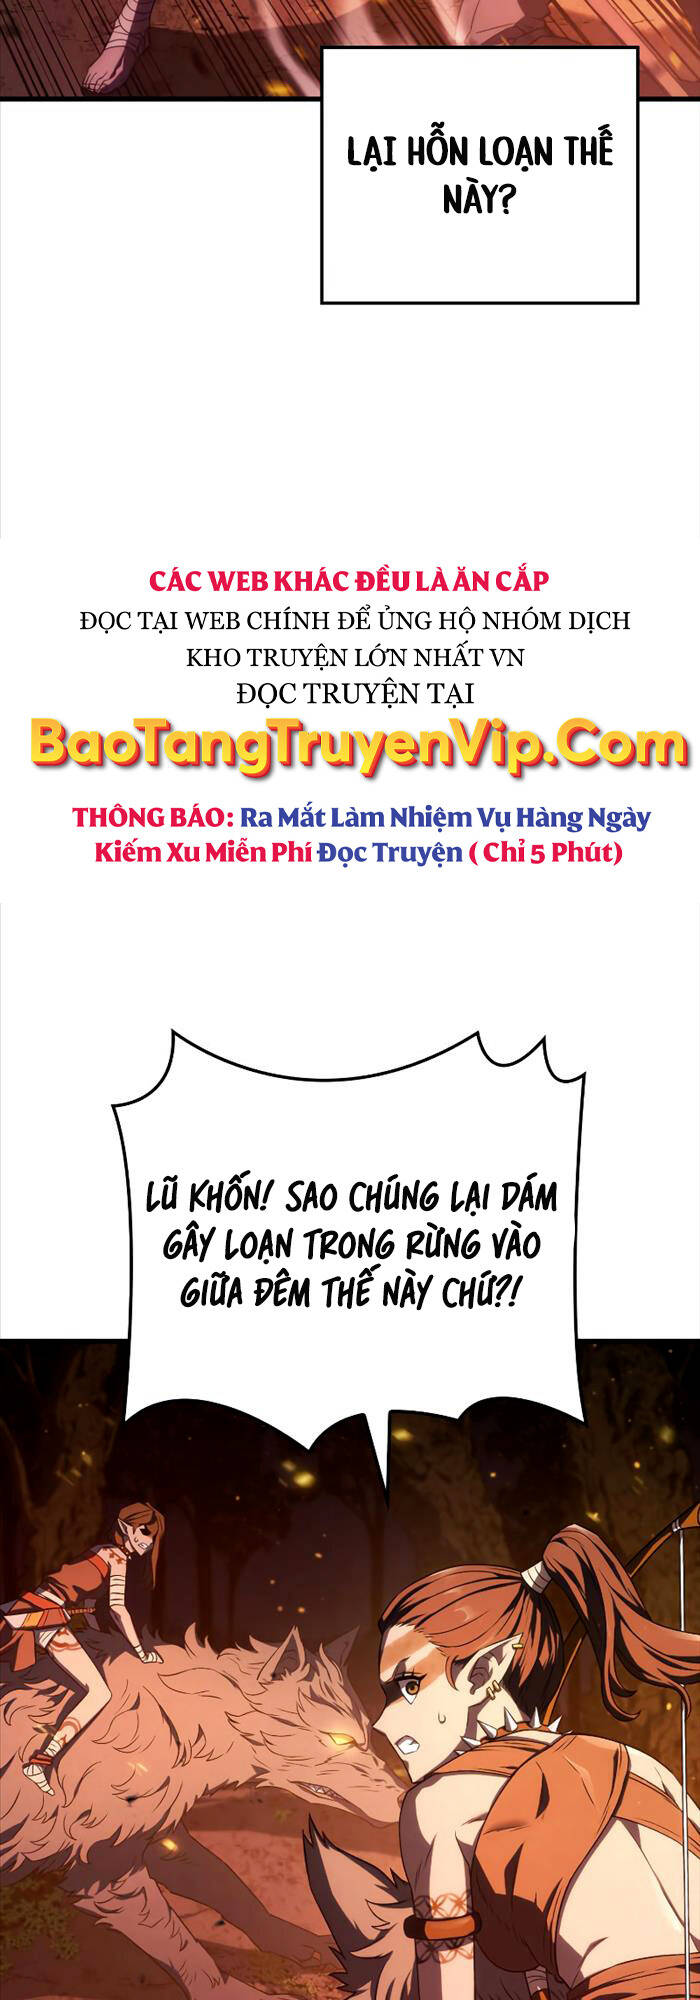 LẠI HỖN LOẠN THẾ
NÀY?
CÁC WEB KHÁC ĐỀU LÀ ĂN CẮP
ĐỌC TẠI WEB CHÍNH ĐỂ ỦNG HỘ NHÓM DỊCH
KHO TRUYỆN LỚN NHẤT VN
ĐỌC TRUYỆN TẠI
BaoTangTruyenVip.Com
THÔNG BÁO: Ra Mắt Làm Nhiệm Vụ Hàng Ngày
Kiếm Xu Miễn Phí Đọc Truyện ( Chỉ 5 Phút)
LŨ KHỐN! SAO CHÚNG LẠI DÁM
GÂY LOẠN TRONG RỪNG VÀO
GIỮA ĐÊM THẾ NÀY CHỨ?!